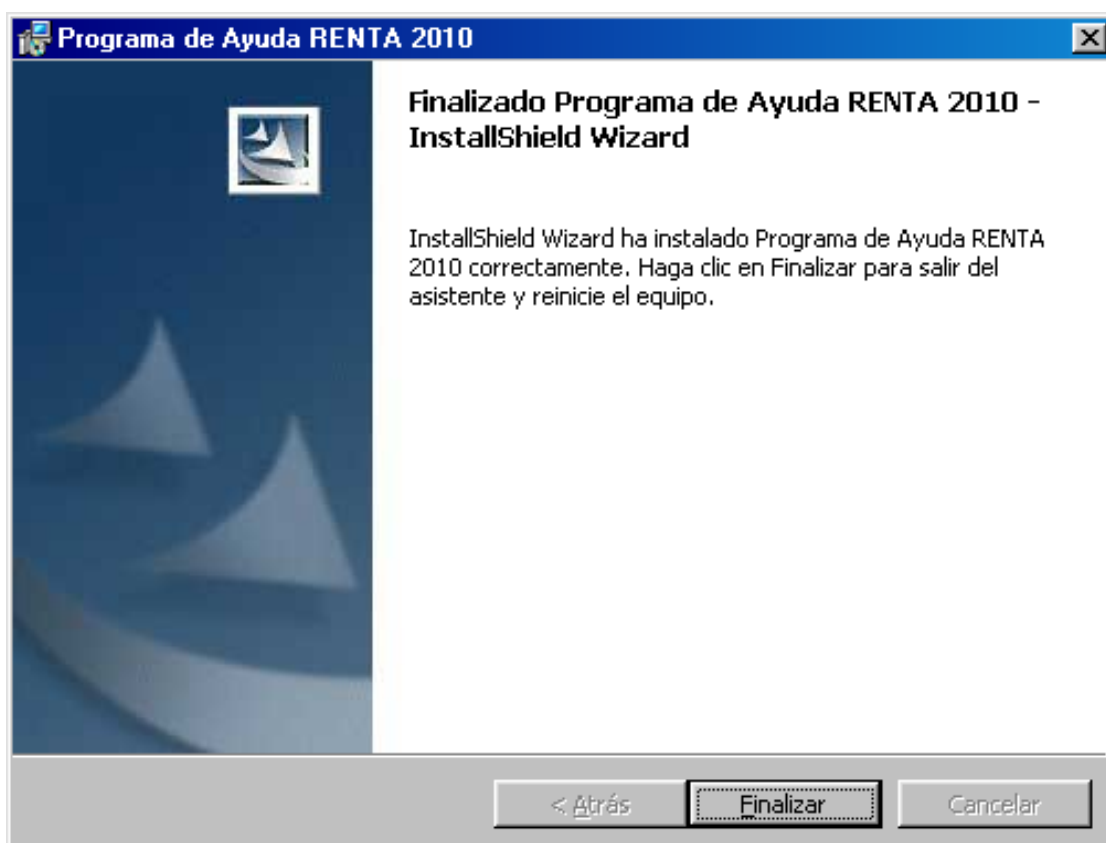 Programa de Ayuda RENTA 2010
Finalizado Programa de Ayuda RENTA 2010 -
InstallShield Wizard
InstallShield Wizard ha instalado Programa de Ayuda RENTA
2010 correctamente. Haga clic en Finalizar para salir del
asistente y reinicie el equipo.
< Atrás
Finalizar
Cancelar